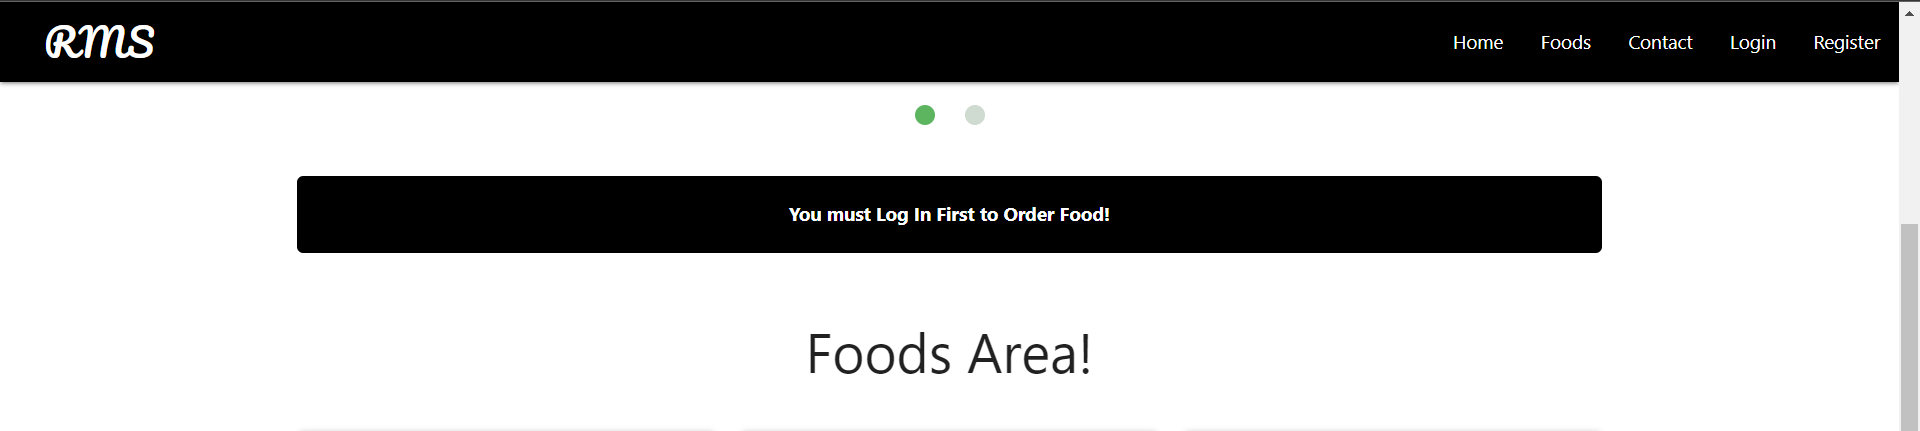 RMS
Home Foods Contact Login Register
You must Log In First to Order Food!
Foods Area!